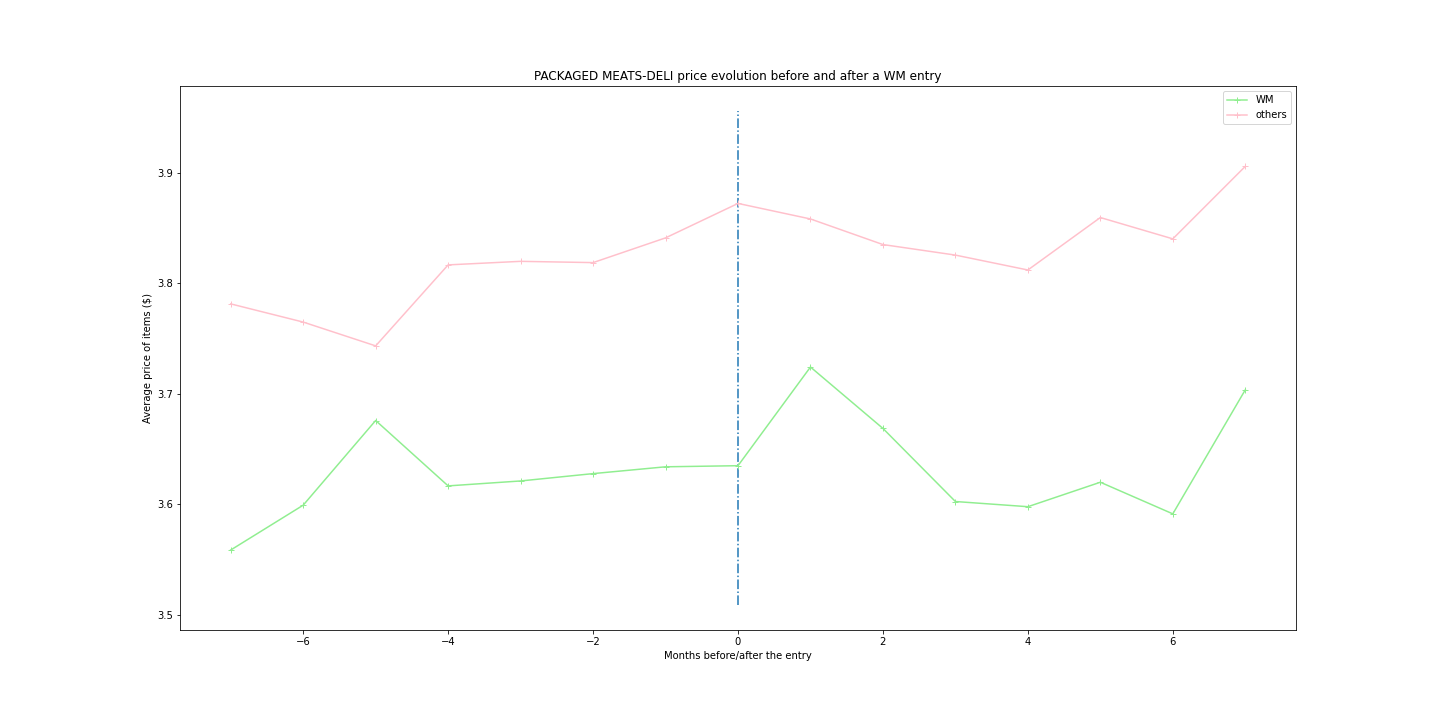 PACKAGED MEATS-DELI price evolution before and after a WM entry
WM
others
3.9
3.8
3.7
3.6
3.5
Average price of items ($)
−6
−4
−2
0
2
4
6
Months before/after the entry